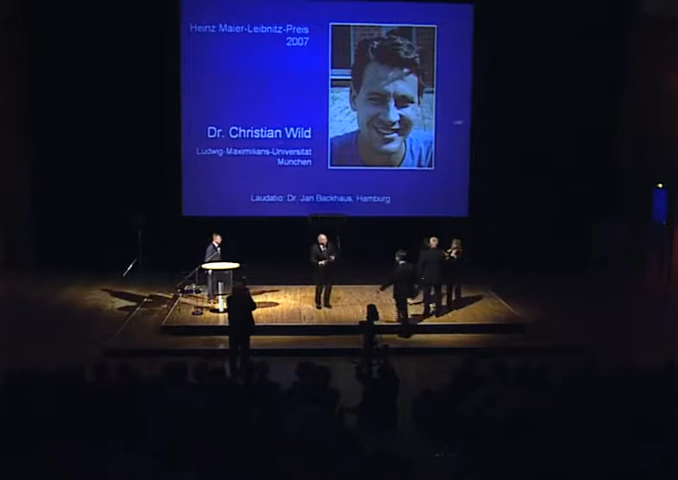 Heinz Maier-Leibnitz-Preis
2007
Dr. Christian Wild
Ludwig-Maximilians-Universität
München
Laudatio: Dr. Jan Backhaus, Hamburg